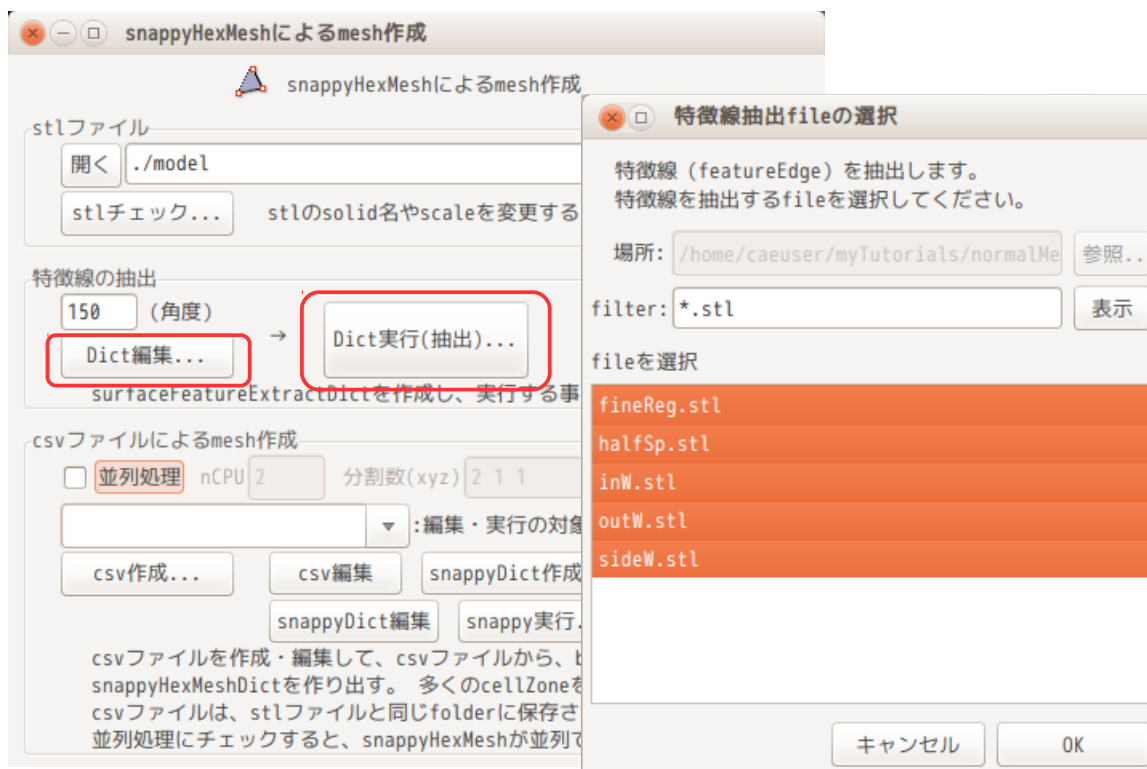 snappyHexMeshによるmesh作成
snappyHexMeshによるmesh作成
stlファイル
開く ./model
stlチェック... stlのsolid名やscaleを変更する
特徴線の抽出
150 (角度)
→
Dict編集...
Dict実行(抽出)...
surfaceFeatureExtractDictを作成し、実行する事
csvファイルによるmesh作成
並列処理 nCPU 2 分割数(xyz) 2 1 1
:編集・実行の対象
csv作成... csv編集 snappyDict作成
snappyDict編集 snappy実行.
csvファイルを作成・編集して、csvファイルから、
snappyHexMeshDictを作り出す。 多くのcellZoneを
csvファイルは、stlファイルと同じfolderに保存さ
並列処理にチェックすると、snappyHexMeshが並列で
特徴線抽出fileの選択
特徴線（featureEdge）を抽出します。
特徴線を抽出するfileを選択してください。
場所: /home/caeuser/myTutorials/normalMe 参照..
filter: *.stl 表示
fileを選択
fineReg.stl
halfSp.stl
inW.stl
outW.stl
sideW.stl
キャンセル OK